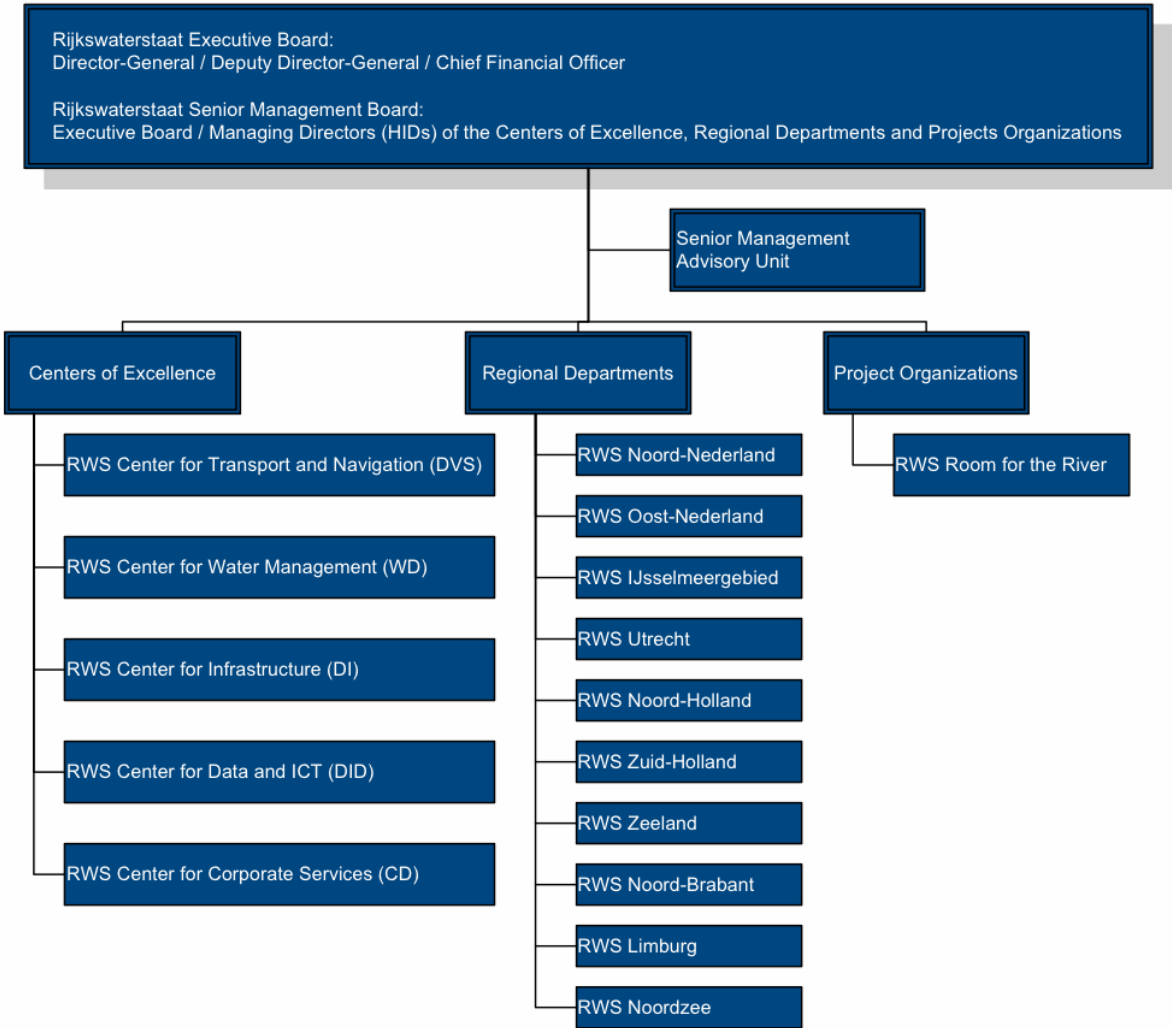 Rijkswaterstaat Executive Board:
Director-General / Deputy Director-General / Chief Financial Officer
Rijkswaterstaat Senior Management Board:
Executive Board / Managing Directors (HIDs) of the Centers of Excellence, Regional Departments and Projects Organizations
Senior Management
Advisory Unit
Centers of Excellence
RWS Center for Transport and Navigation (DVS)
RWS Center for Water Management (WD)
RWS Center for Infrastructure (DI)
RWS Center for Data and ICT (DID)
RWS Center for Corporate Services (CD)
Regional Departments
RWS Noord-Nederland
RWS Oost-Nederland
RWS IJsselmeergebied
RWS Utrecht
RWS Noord-Holland
RWS Zuid-Holland
RWS Zeeland
RWS Noord-Brabant
RWS Limburg
RWS Noordzee
Project Organizations
RWS Room for the River